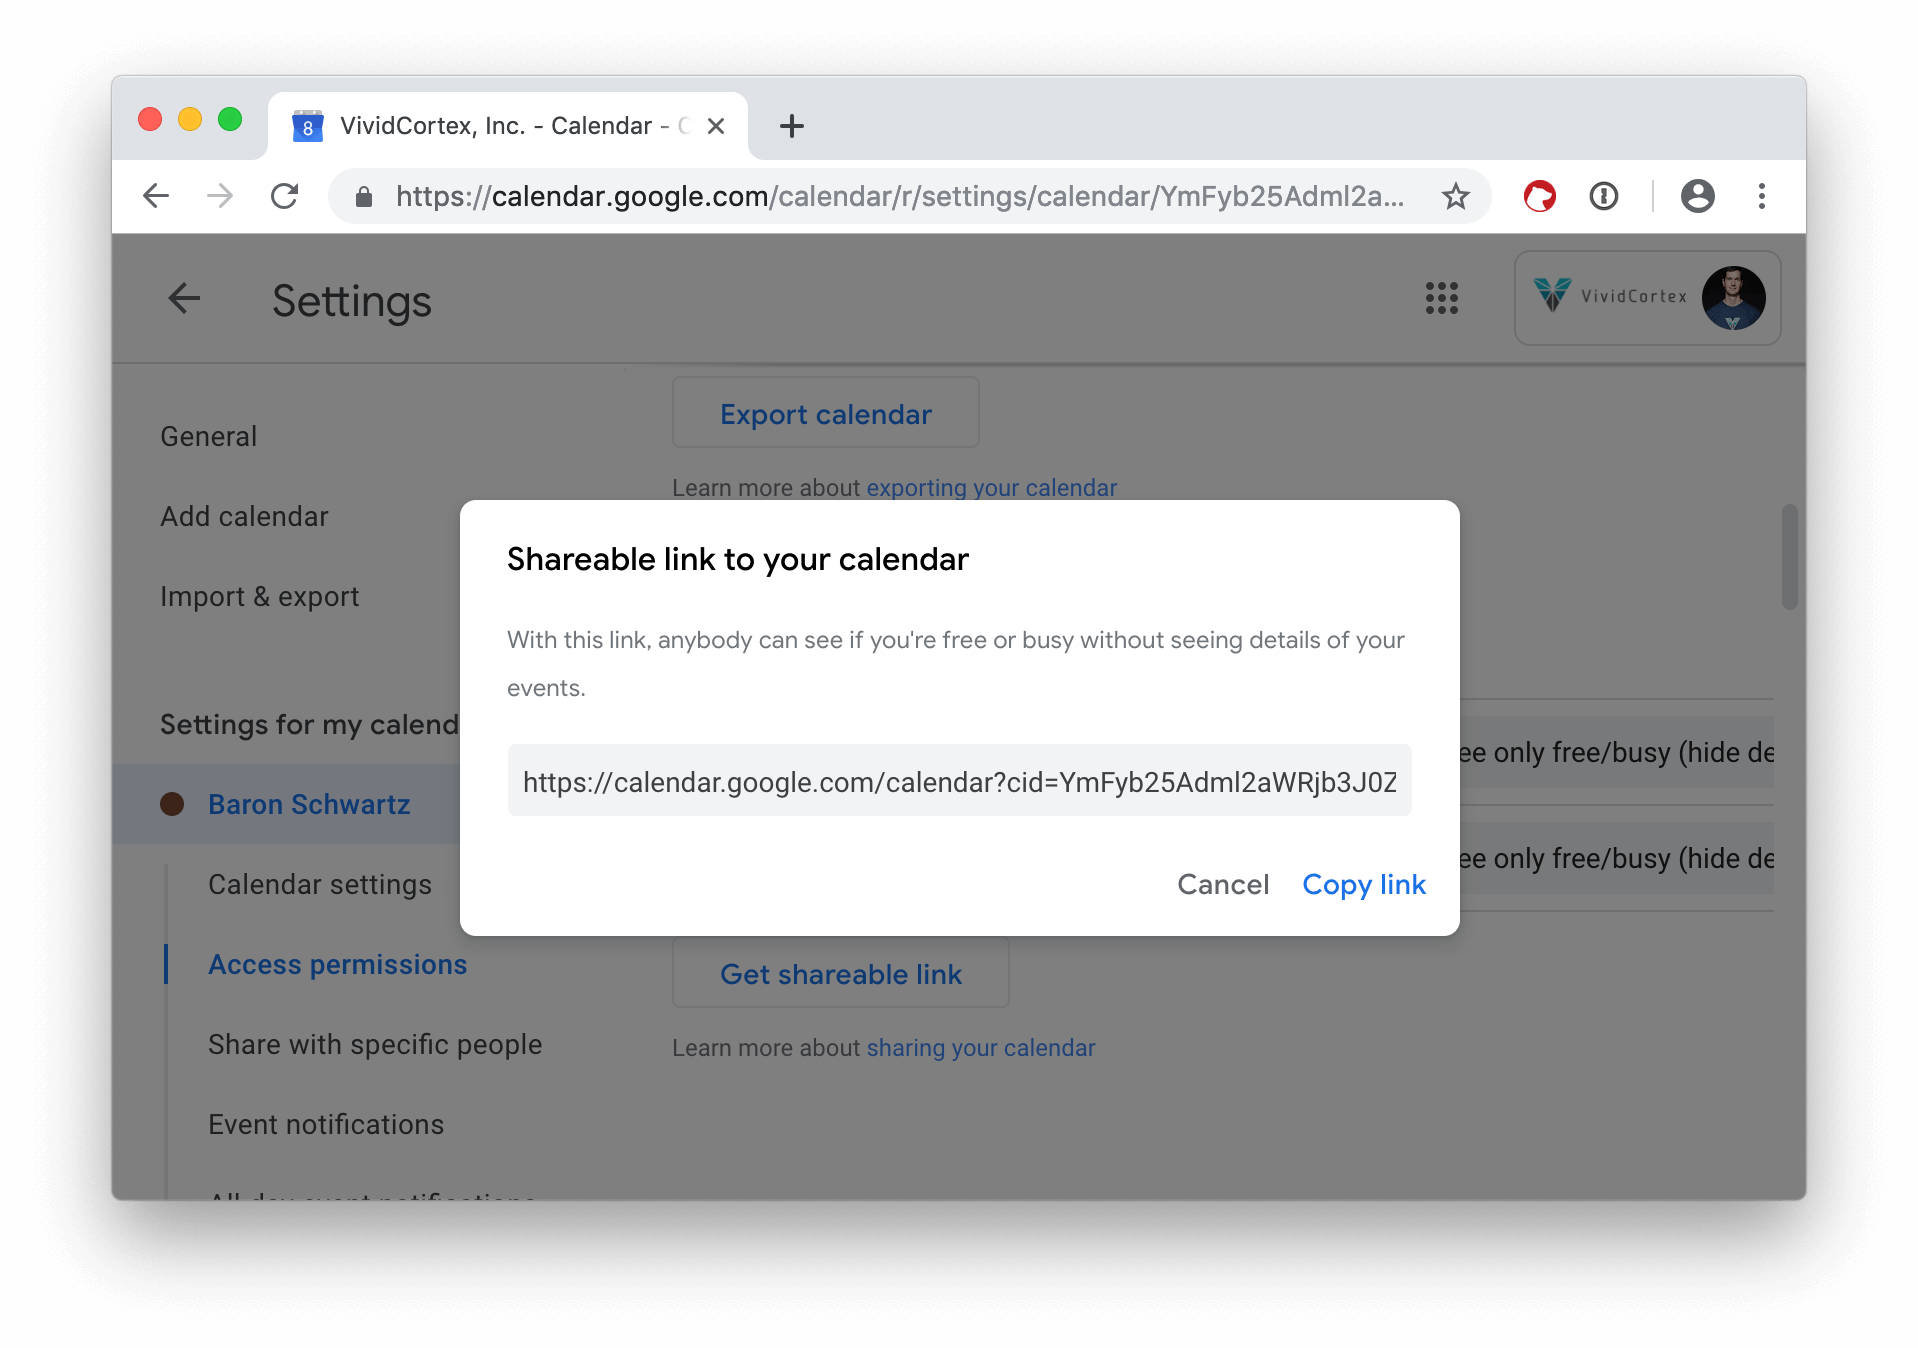 VividCortex, Inc. - Calendar -
https://calendar.google.com/calendar/r/settings/calendar/YmFyb25Adml2a...
Settings
VividCortex
Export calendar
Learn more about exporting your calendar
General
Add calendar
Import & export
Settings for my calend
Baron Schwartz
Calendar settings
Access permissions
Share with specific people
Event notifications
All-day event notifications
Shareable link to your calendar
With this link, anybody can see if you're free or busy without seeing details of your
events.
https://calendar.google.com/calendar?cid=YmFyb25Adml2aWRjb3J0Z
Cancel Copy link
ee only free/busy (hide de
ee only free/busy (hide de
Get shareable link
Learn more about sharing your calendar